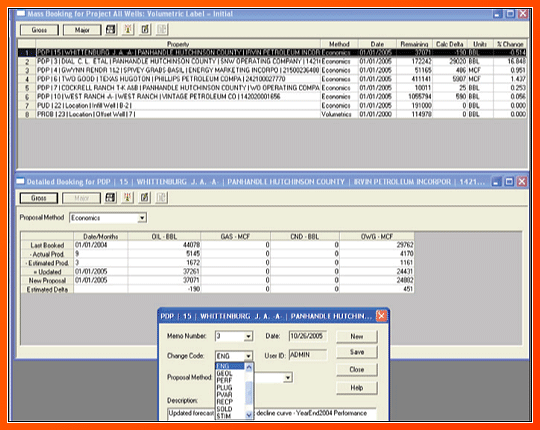 Mass Booking for Project All Wells: Volumetric Label = Initial
Gross Major
Property Method Date Remaining Calc Delta Units % Change
1 PDP | 15 | WHITTENBURG J. A. -A- | PANHANDLE HUTCHINSON COUNTY | IRVIN PETROLEUM INCOR Economics 01/01/2005 37071 -190 BBL -0.514
2 PDP | 3 | DIAL C. L. ETAL | PANHANDLE HUTCHINSON COUNTY | SNW OPERATING COMPANY | 1421 Economics 01/01/2005 172242 29020 BBL 16.848
3 PDP | 4 | GWYNN RENDR 1&2 | SPIVEY GRABS-BASIL | ENERGY MARKETING INCORPO | 21500236488 Economics 01/01/2005 51165 486 MCF 0.951
4 PDP | 6 | TWO GOOD | TEXAS HUGOTON | PHILLIPS COMPA | 242100027770 Economics 01/01/2005 411141 5907 MCF 1.437
5 PDP | 7 | COCKRELL RANCH T-K A&B | PANHANDLE HUTCHINSON COUNTY | W/O OPERATING COMPA Economics 01/01/2005 10011 25 BBL 0.253
6 PDP | 10 | WEST RANCH -A- | WEST RANCH | VINTAGE PETROLEUM CO | 142020001656 Economics 01/01/2005 1055794 590 BBL 0.056
7 PUD | 22 | Location | Infill Well | B-21 Economics 01/01/2005 191000 0 BBL 0.000
8 PROB | 23 | Location | Offset Well | 7 | Volumetrics 01/01/2000 114978 0 BBL 0.000
Detailed Booking for PDP | 15 | WHITTENBURG J. A. -A- | PANHANDLE HUTCHINSON COUNTY | IRVIN PETROLEUM INCORPOR | 1421...
Gross Major
Proposal Method Economics
Date/Months OIL - BBL GAS - MCF CND - BBL OWG - MCF
Last Booked 01/01/2004 44078 0 0 29762
- Actual Prod. 9 5145 0 0 4170
- Estimated Prod. 3 1672 0 0 1161
= Updated 01/01/2005 37261 0 0 24431
New Proposal 01/01/2005 37071 0 0 24882
Estimated Delta -190 0 0 451
PDP | 15 | WHITTENBURG J. A. -A- | PANHANDLE HUTCHIN...
Memo Number: 3 Date: 10/26/2005 New
Change Code: ENG User ID: ADMIN Save
ENG
GEOL
PERF
PLUG
PVAR
RECP
SOLD
STIM
Close
Proposal Method:
Help
Description:
Updated forecast decline curve - YearEnd2004 Performance